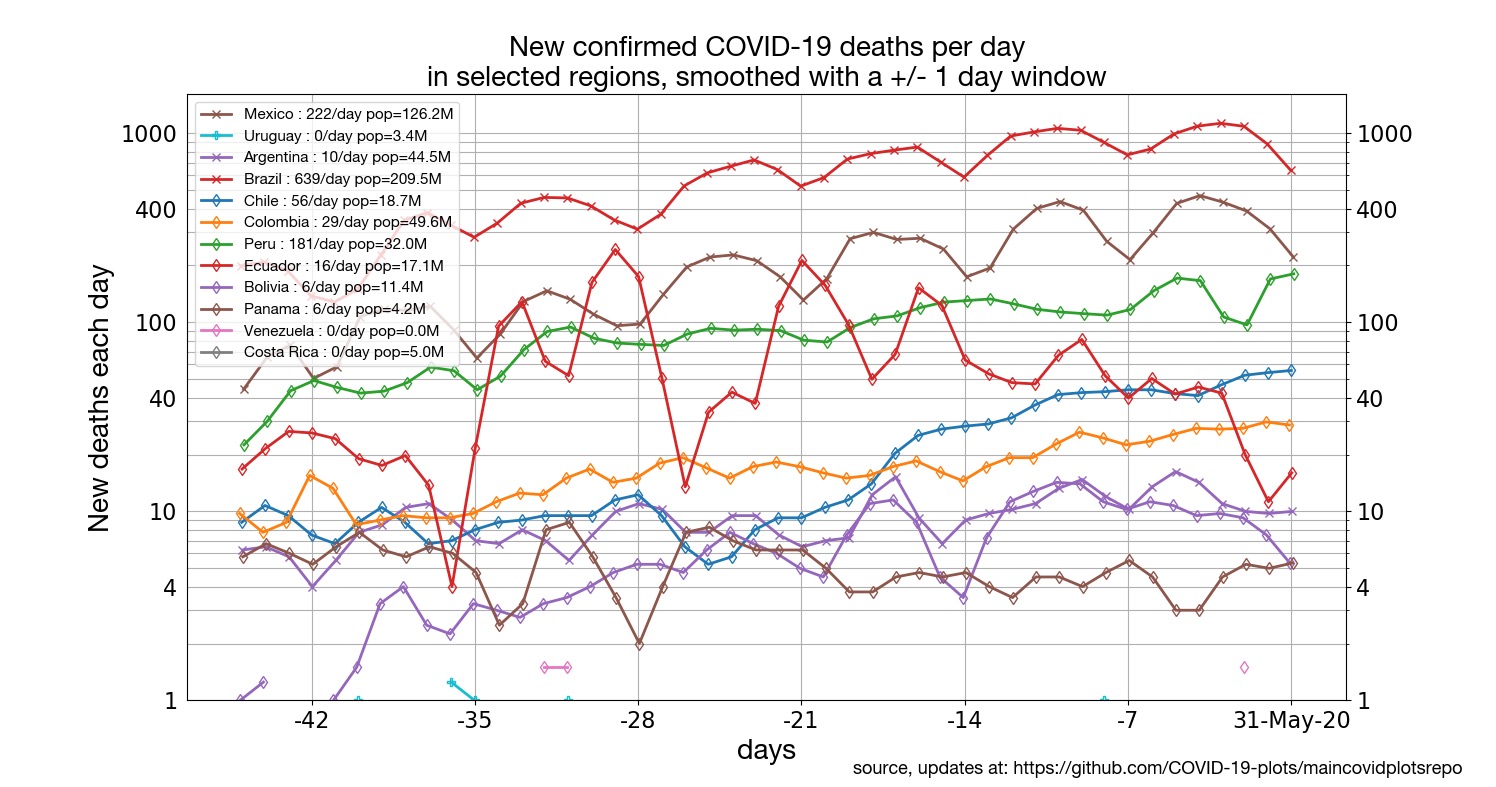 New confirmed COVID-19 deaths per day
in selected regions, smoothed with a +/- 1 day window
Mexico : 222/day pop=126.2M
Uruguay : 0/day pop=3.4M
Argentina : 10/day pop=44.5M
Brazil : 639/day pop=209.5M
Chile : 56/day pop=18.7M
Colombia : 29/day pop=49.6M
Peru : 181/day pop=32.0M
Ecuador : 16/day pop=17.1M
Bolivia : 6/day pop=11.4M
Panama : 6/day pop=4.2M
Venezuela : 0/day pop=0.0M
Costa Rica : 0/day pop=5.0M
New deaths each day
1000
400
100
40
10
4
1
1000
400
100
40
10
4
1
-42 -35 -28 -21 -14 -7 31-May-20
days
source, updates at: https://github.com/COVID-19-plots/maincovidplotsrepo